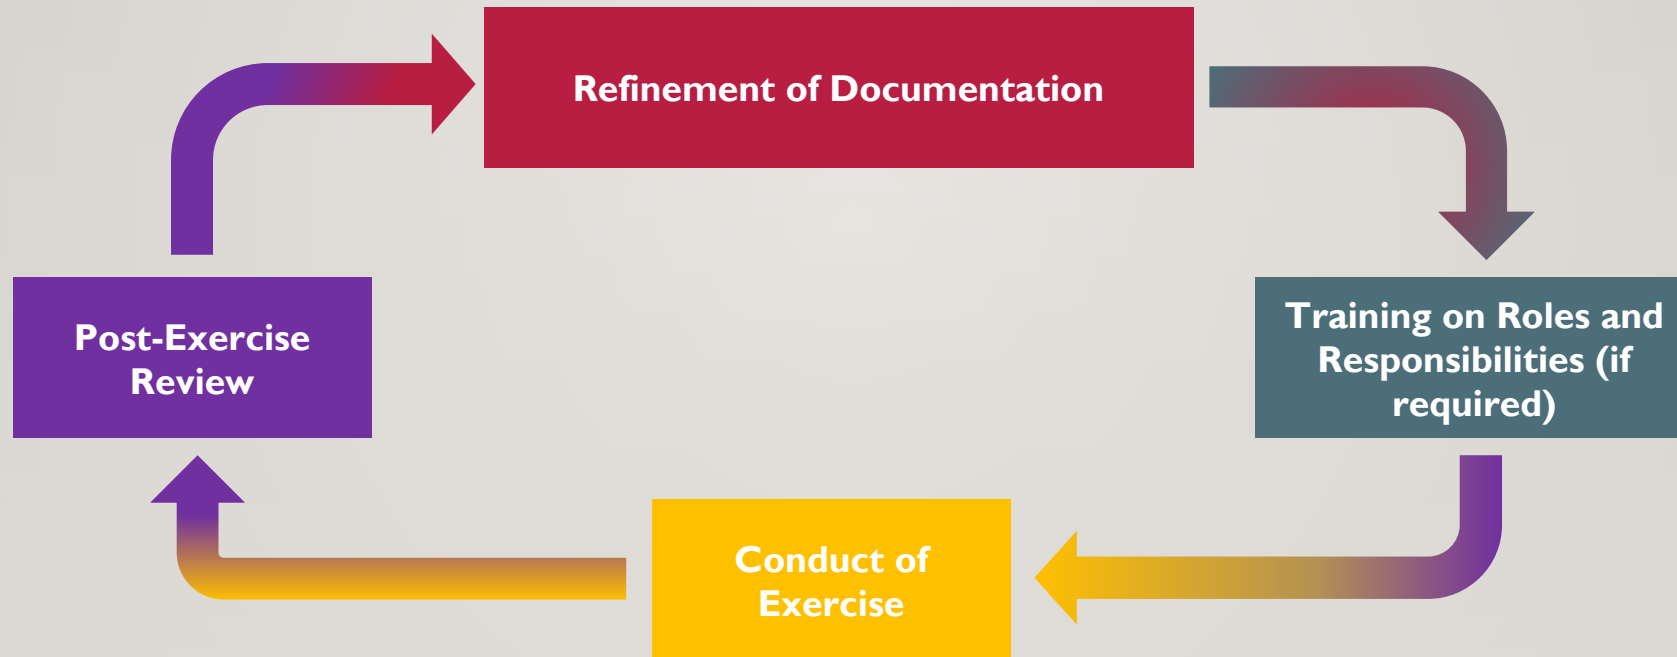 Refinement of Documentation
Training on Roles and
Responsibilities (if
required)
Conduct of
Exercise
Post-Exercise
Review